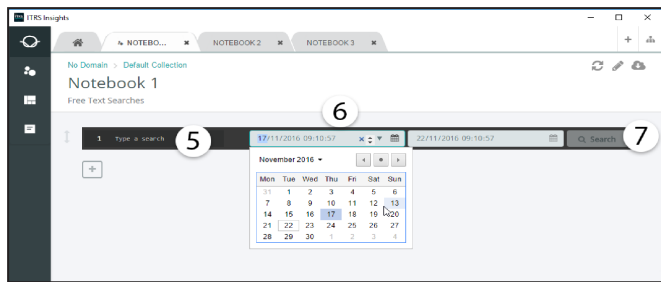 ITRS Insights
NOTEBO...
NOTEBOOK 2
NOTEBOOK 3
No Domain > Default Collection
Notebook 1
Free Text Searches
6
1 Type a search 5 17/11/2016 09:10:57 22/11/2016 09:10:57 Search 7
November 2016
Mon Tue Wed Thu Fri Sat Sun
31 1 2 3 4 5 6
7 8 9 10 11 12 13
14 15 16 17 18 19 20
21 22 23 24 25 26 27
28 29 30 1 2 3 4